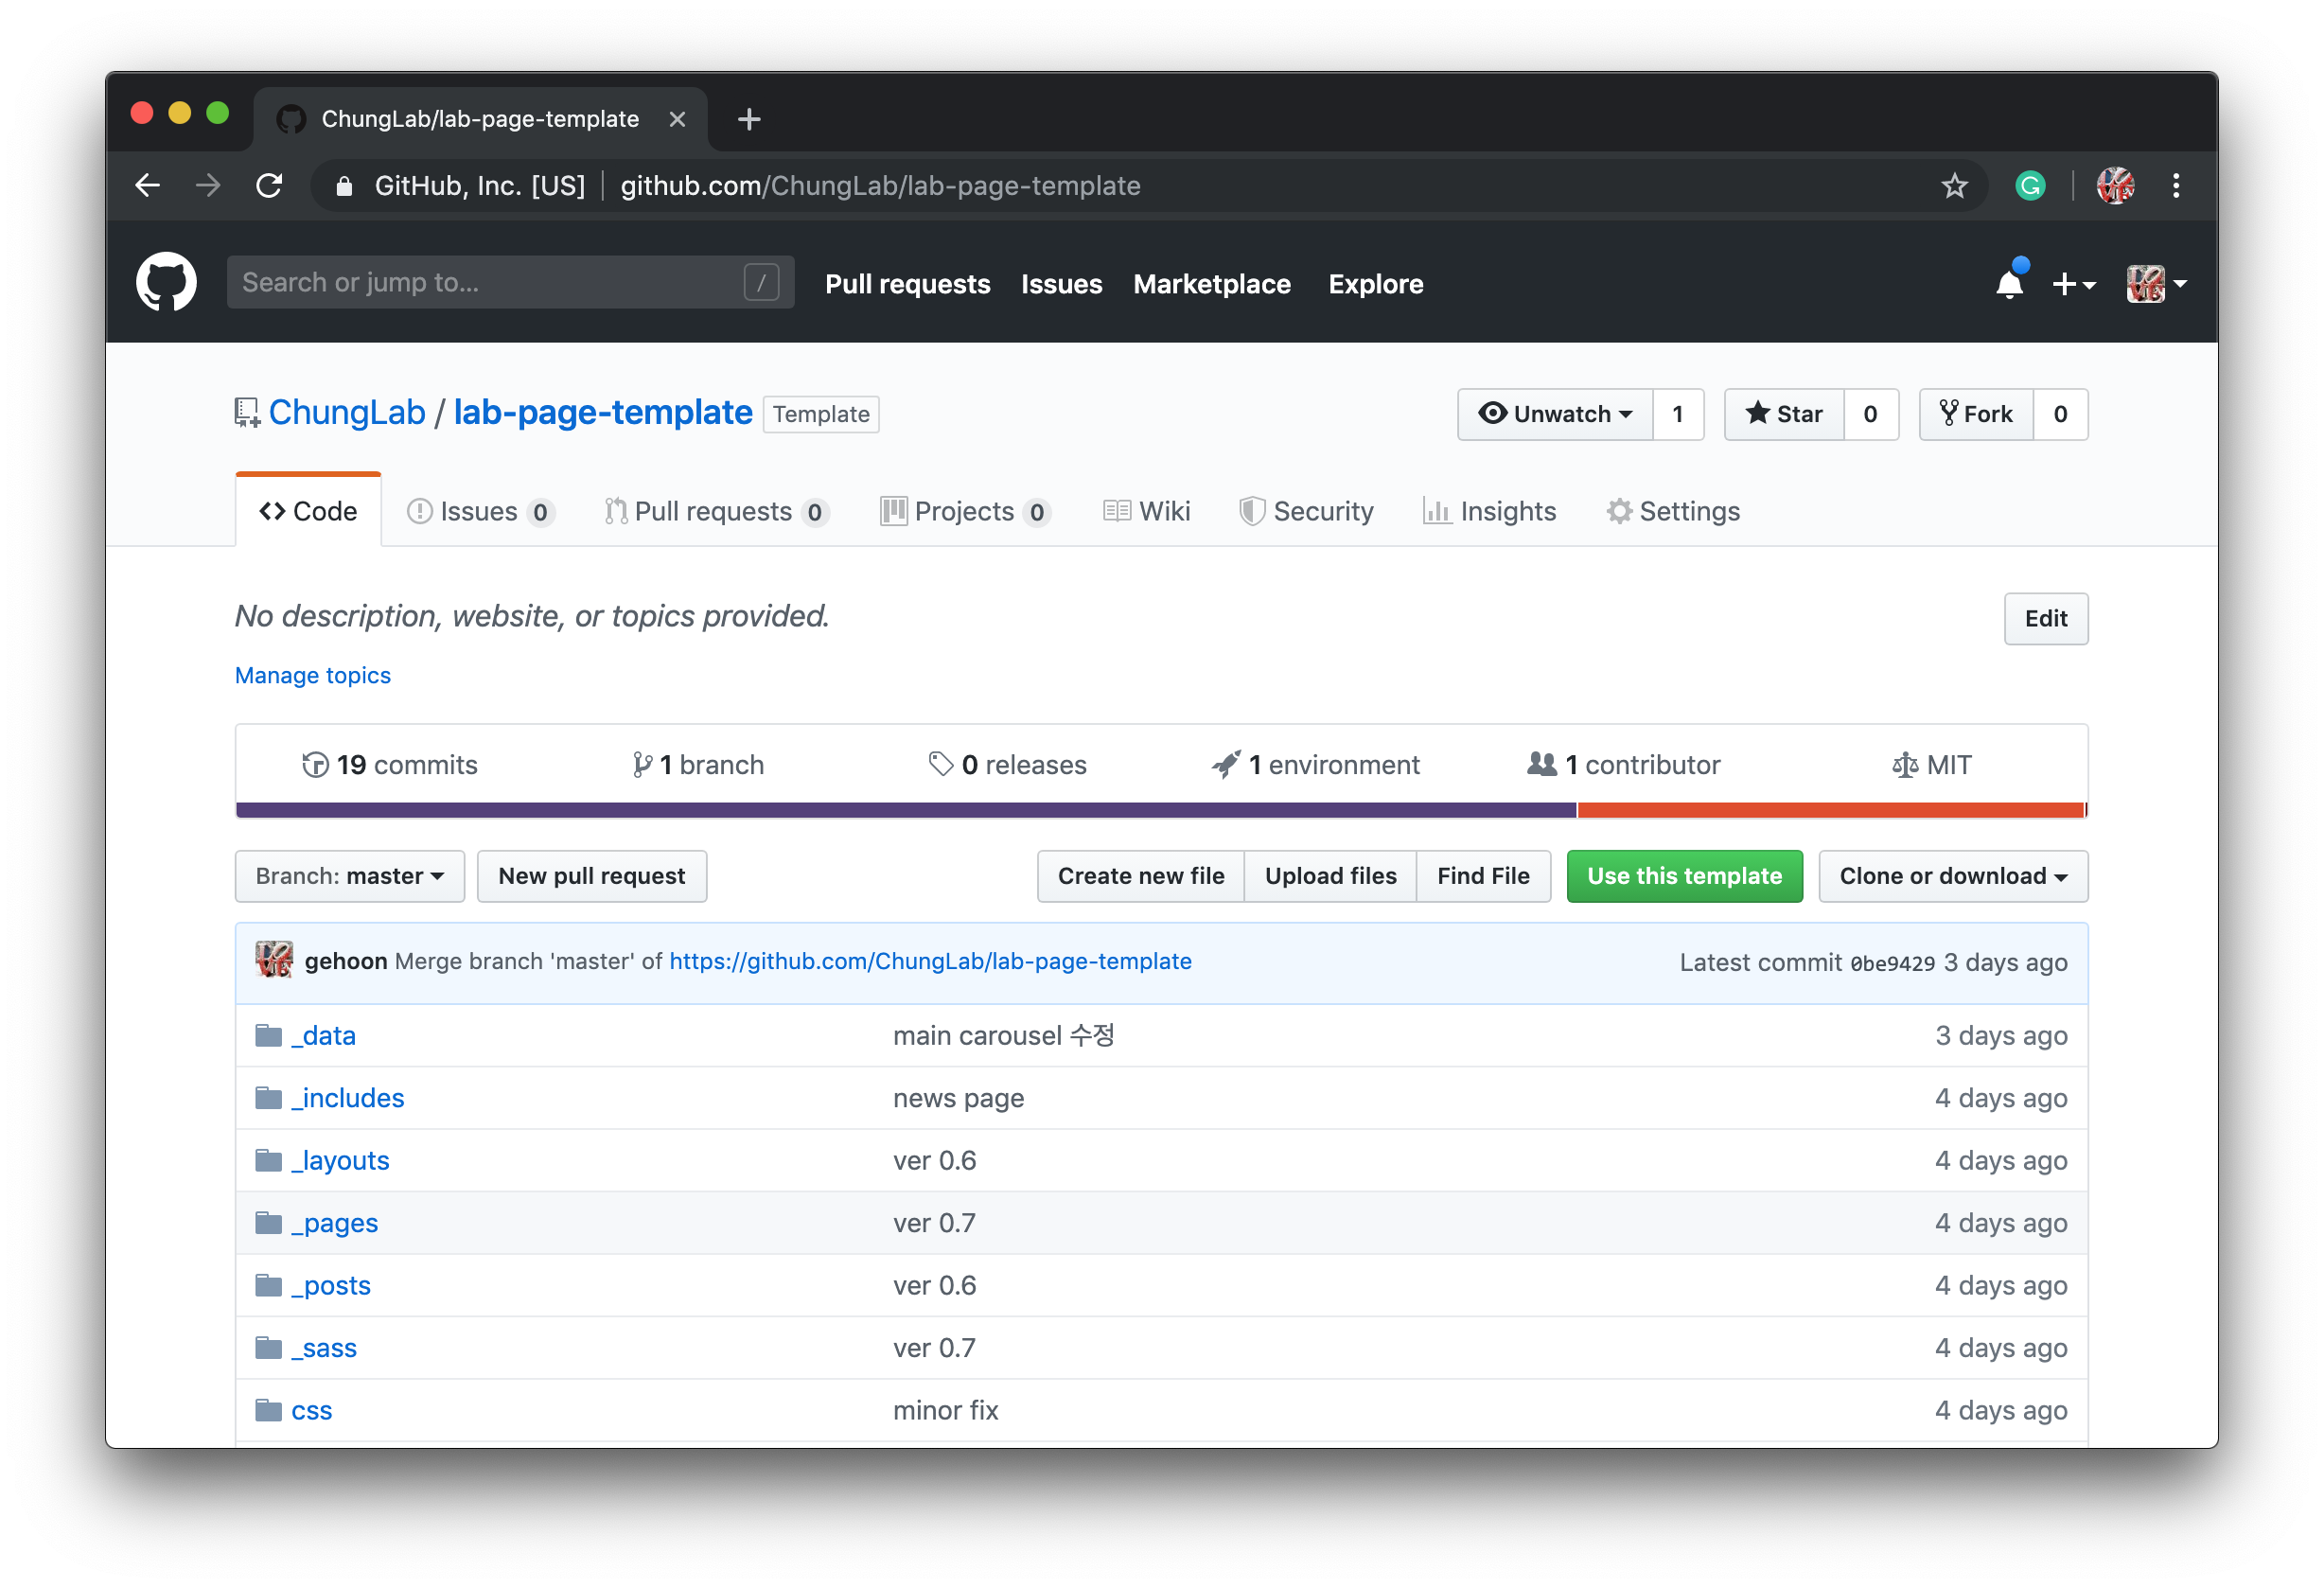 ChungLab/lab-page-template
GitHub, Inc. [US] github.com/ChungLab/lab-page-template
Search or jump to... / Pull requests Issues Marketplace Explore
ChungLab / lab-page-template Template Unwatch 1 Star 0 Fork 0
Code Issues 0 Pull requests 0 Projects 0 Wiki Security Insights Settings
No description, website, or topics provided. Edit
Manage topics
19 commits 1 branch 0 releases 1 environment 1 contributor MIT
Branch: master New pull request Create new file Upload files Find File Use this template Clone or download
gehoon Merge branch 'master' of https://github.com/ChungLab/lab-page-template Latest commit 0be9429 3 days ago
_data main carousel 수정 3 days ago
_includes news page 4 days ago
_layouts ver 0.6 4 days ago
_pages ver 0.7 4 days ago
_posts ver 0.6 4 days ago
_sass ver 0.7 4 days ago
css minor fix 4 days ago